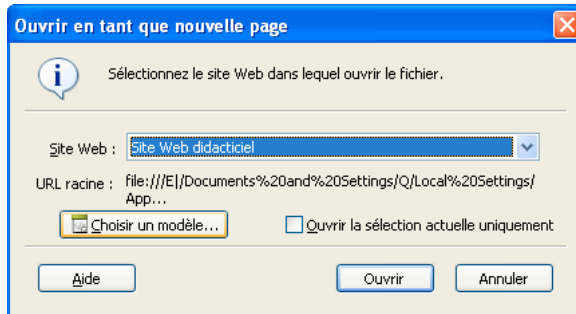 Ouvrir en tant que nouvelle page
Sélectionnez le site Web dans lequel ouvrir le fichier.
Site Web : Site Web didacticiel
URL racine : file:///E|/Documents%20and%20Settings/Q/Local%20Settings/
App...
Choisir un modèle... Ouvrir la sélection actuelle uniquement
Aide Ouvrir Annuler